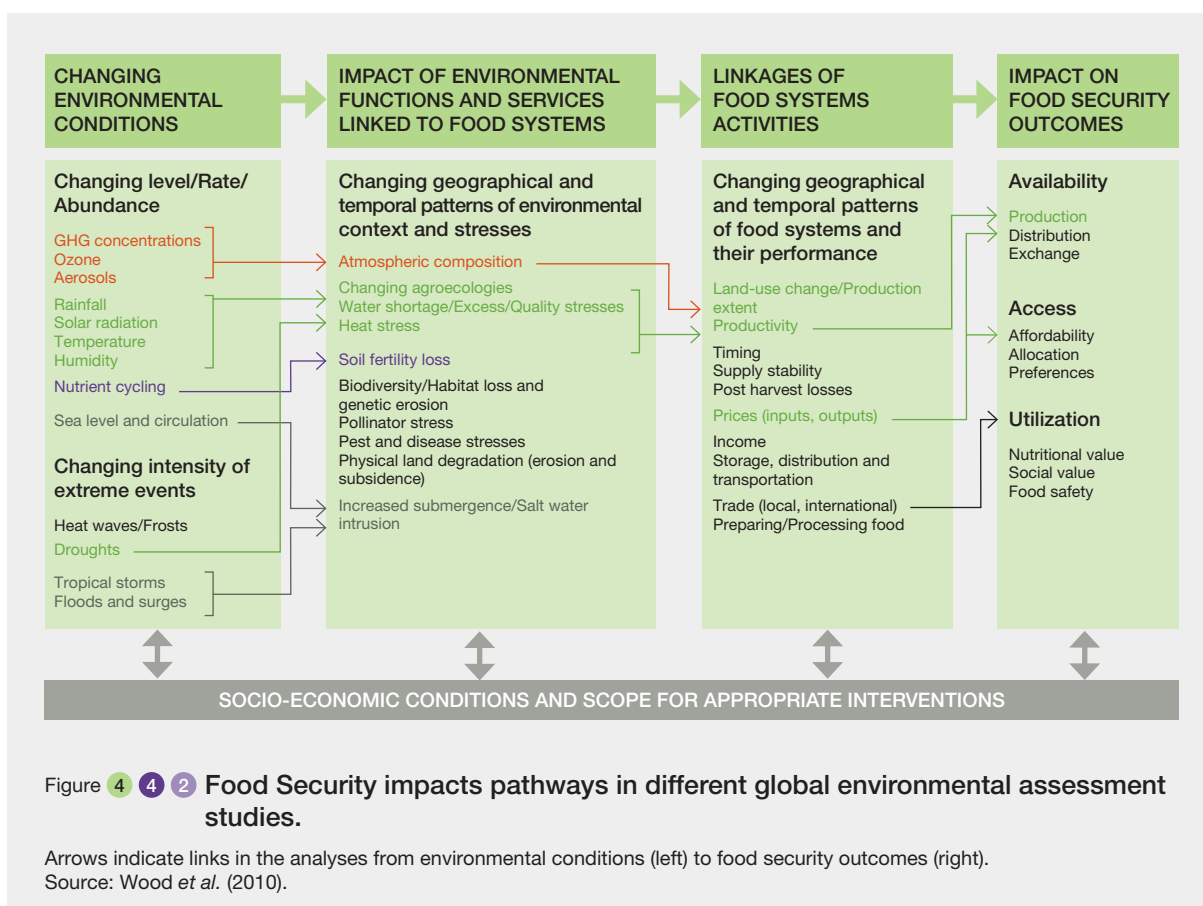 CHANGING
ENVIRONMENTAL
CONDITIONS
IMPACT OF ENVIRONMENTAL
FUNCTIONS AND SERVICES
LINKED TO FOOD SYSTEMS
LINKAGES OF
FOOD SYSTEMS
ACTIVITIES
IMPACT ON
FOOD SECURITY
OUTCOMES
Changing level/Rate/
Abundance
GHG concentrations
Ozone
Aerosols
Rainfall
Solar radiation
Temperature
Humidity
Nutrient cycling
Sea level and circulation
Changing intensity of
extreme events
Heat waves/Frosts
Droughts
Tropical storms
Floods and surges
Changing geographical and
temporal patterns of environmental
context and stresses
Atmospheric composition
Changing agroecologies
Water shortage/Excess/Quality stresses
Heat stress
Soil fertility loss
Biodiversity/Habitat loss and
genetic erosion
Pollinator stress
Pest and disease stresses
Physical land degradation (erosion and
subsidence)
Increased submergence/Salt water
intrusion
Changing geographical
and temporal patterns
of food systems and
their performance
Land-use change/Production
extent
Productivity
Timing
Supply stability
Post harvest losses
Prices (inputs, outputs)
Income
Storage, distribution and
transportation
Trade (local, international)
Preparing/Processing food
Availability
Production
Distribution
Exchange
Access
Affordability
Allocation
Preferences
Utilization
Nutritional value
Social value
Food safety
SOCIO-ECONOMIC CONDITIONS AND SCOPE FOR APPROPRIATE INTERVENTIONS
Figure 4 4 2 Food Security impacts pathways in different global environmental assessment
studies.
Arrows indicate links in the analyses from environmental conditions (left) to food security outcomes (right).
Source: Wood et al. (2010).